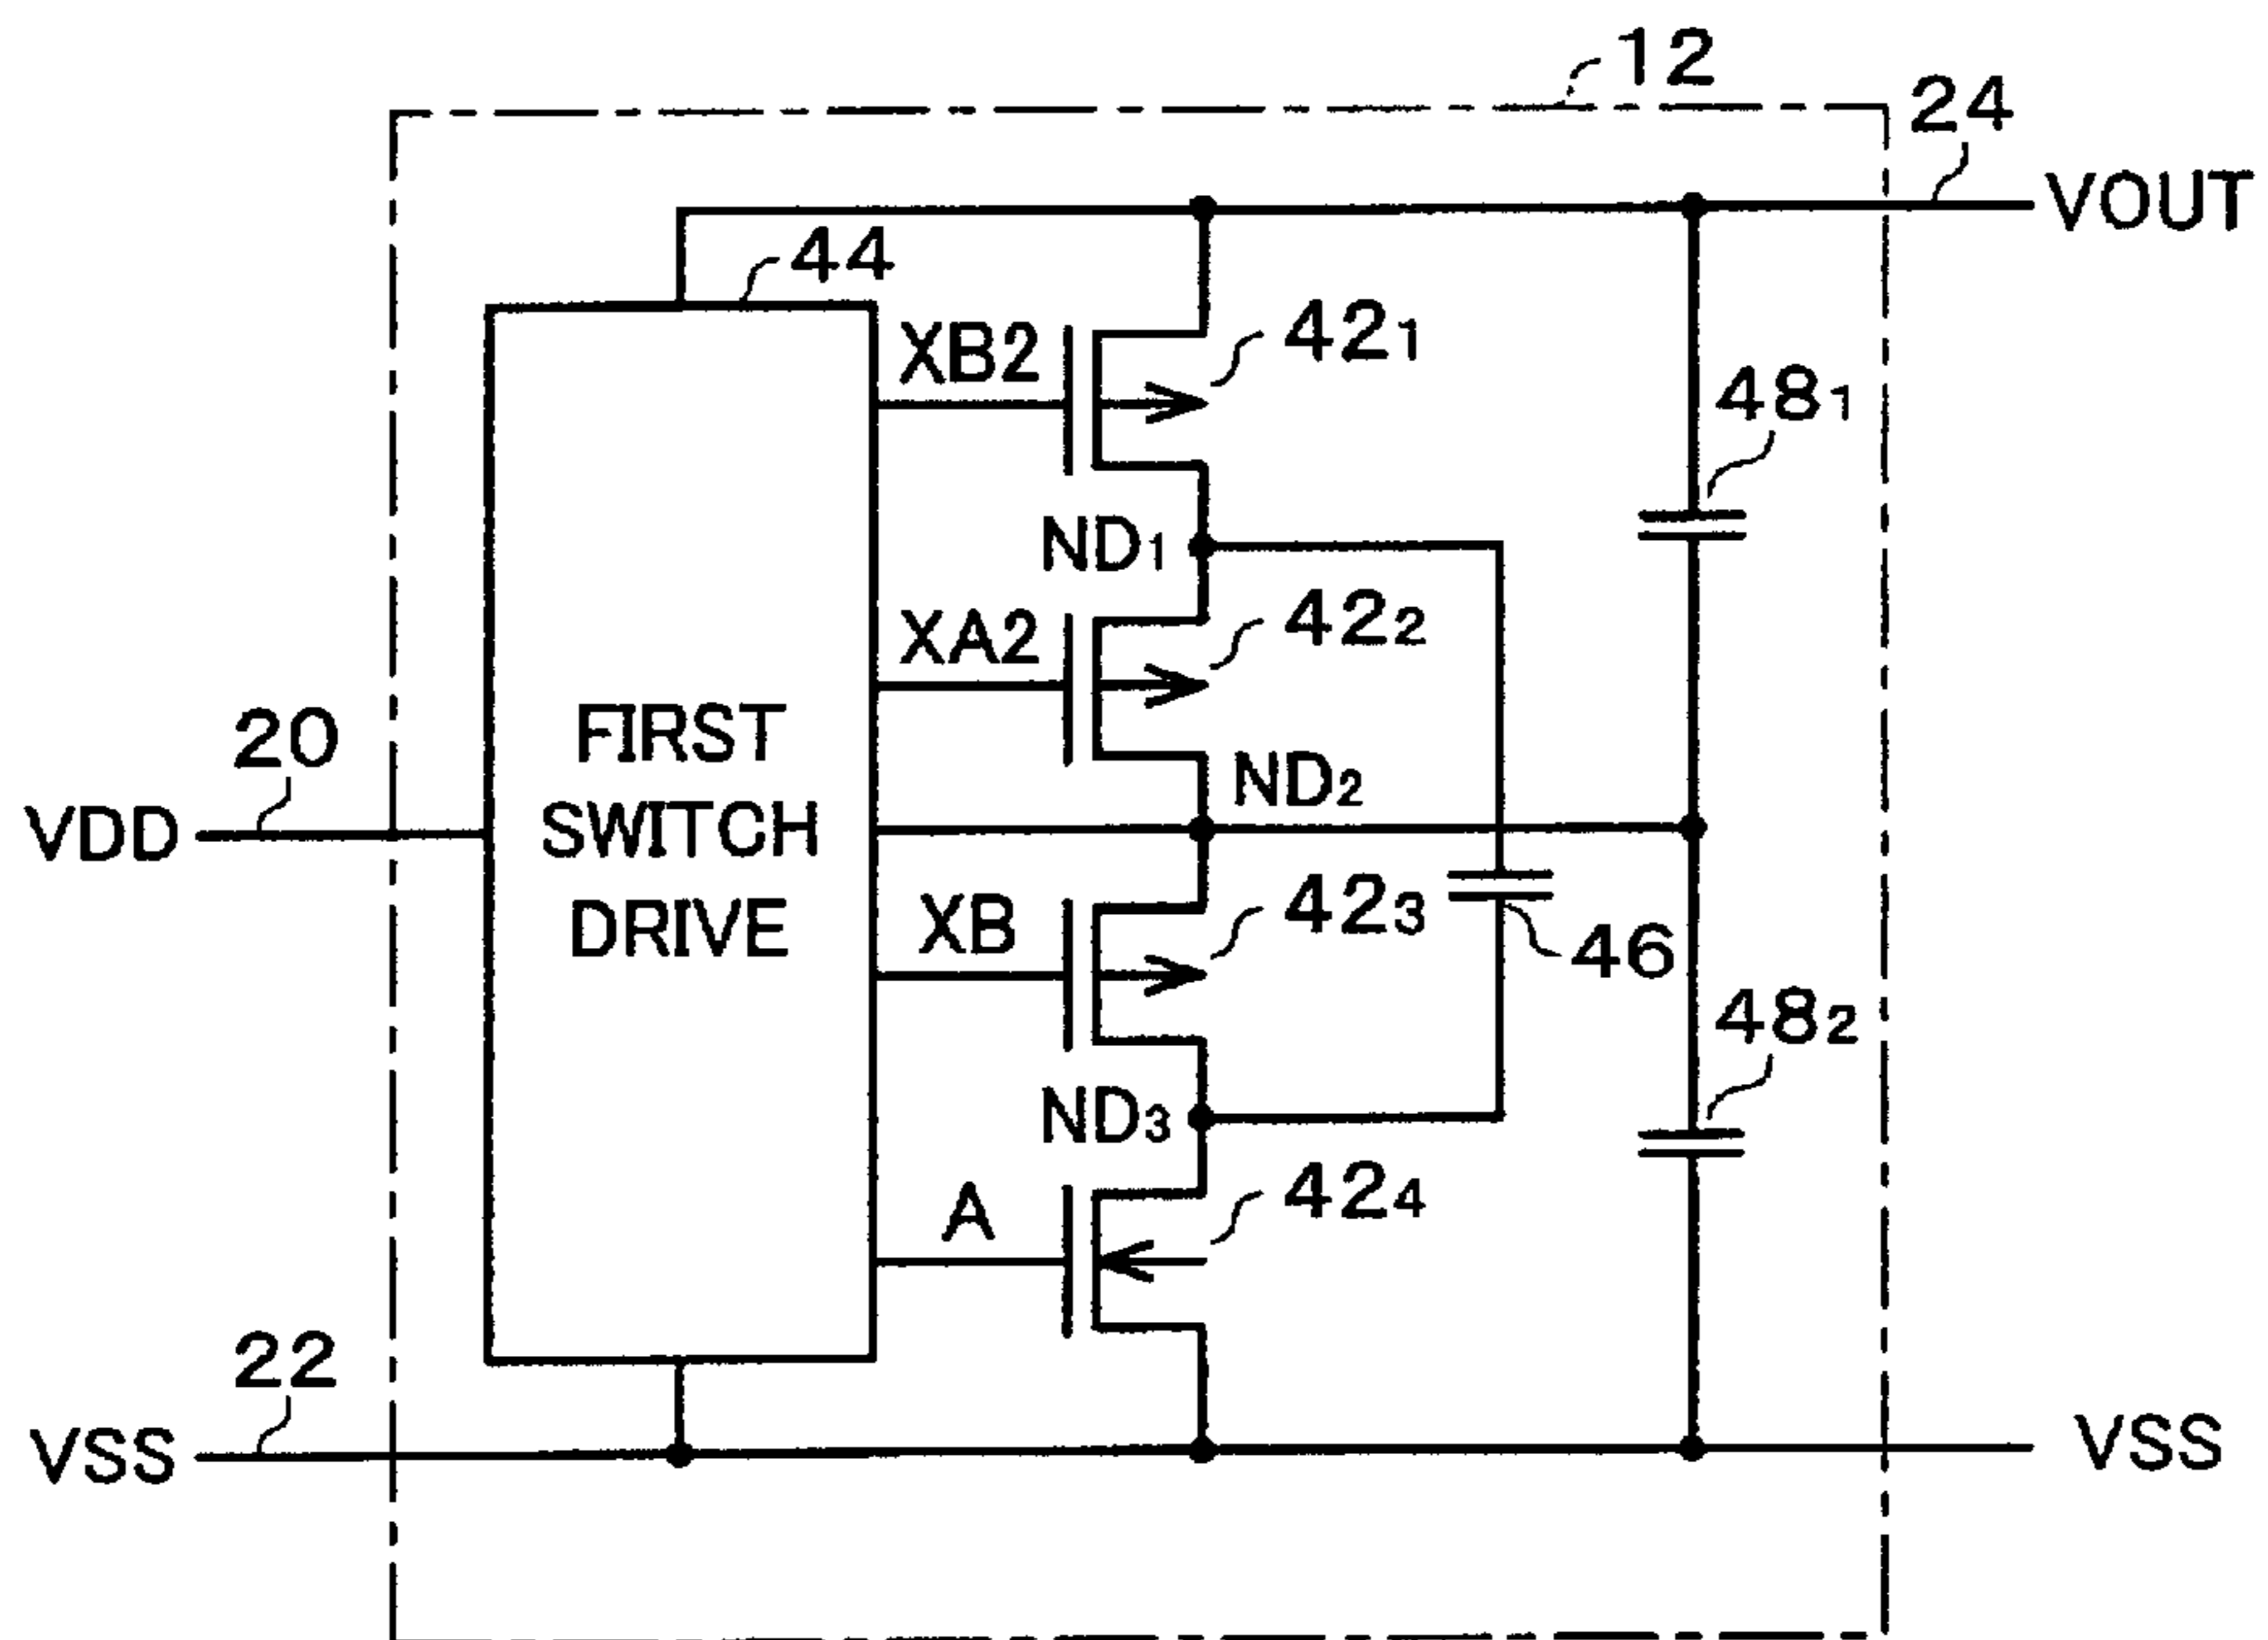 12
24
VOUT
44
XB2
42₁
48₁
ND₁
XA2
42₂
20
VDD
FIRST
SWITCH
DRIVE
ND₂
XB
42₃
46
48₂
ND₃
A
42₄
22
VSS
VSS